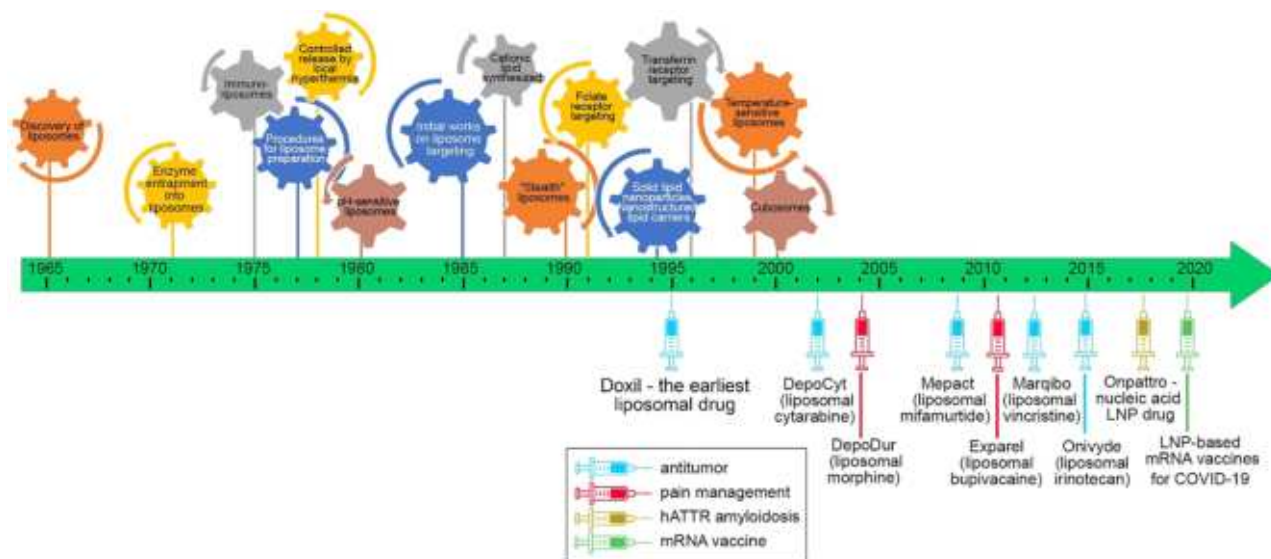 Discovery of
liposomes
Enzyme
entrapment into
liposomes
Immuno-
liposomes
Controlled
release by
local
hyperthermia
Procedures
for liposome
preparation
pH-sensitive
liposomes
Initial works
on liposome
targeting
Cationic
lipid
synthesized
"Stealth"
liposomes
Folate
receptor
targeting
Solid lipid
nanoparticles,
nanostructured
lipid carriers
Transferrin
receptor
targeting
Temperature-
sensitive
liposomes
Cubosomes
1965 1970 1975 1980 1985 1990 1995 2000 2005 2010 2015 2020
Doxil - the earliest
liposomal drug
DepoCyt
(liposomal
cytarabine)
DepoDur
(liposomal
morphine)
Mepact
(liposomal
mifamurtide)
Exparel
(liposomal
bupivacaine)
Marqibo
(liposomal
vincristine)
Onivyde
(liposomal
irinotecan)
Onpattro -
nucleic acid
LNP drug
LNP-based
mRNA vaccines
for COVID-19
antitumor
pain management
hATTR amyloidosis
mRNA vaccine